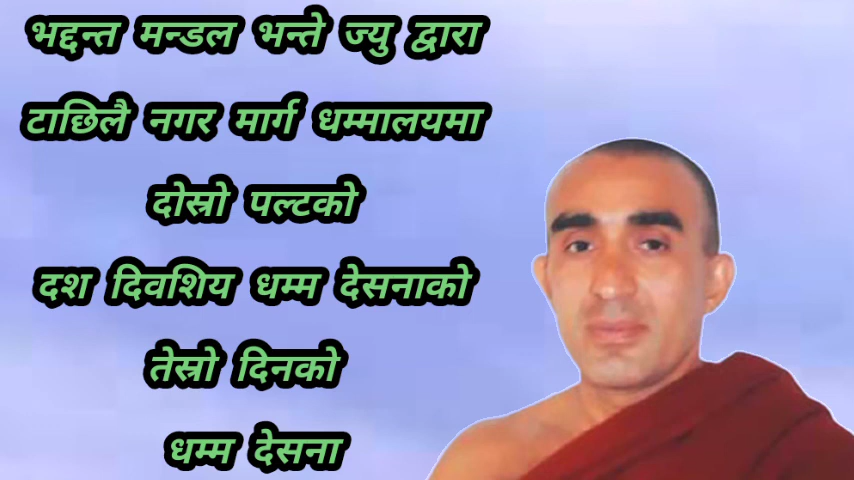 भद्दन्त मन्डल भन्ते ज्यु द्वारा
टाछिलै नगर मार्ग धम्मालयमा
दोस्रो पल्टको
दश दिवशिय धम्म देसनाको
तेस्रो दिनको
धम्म देसना